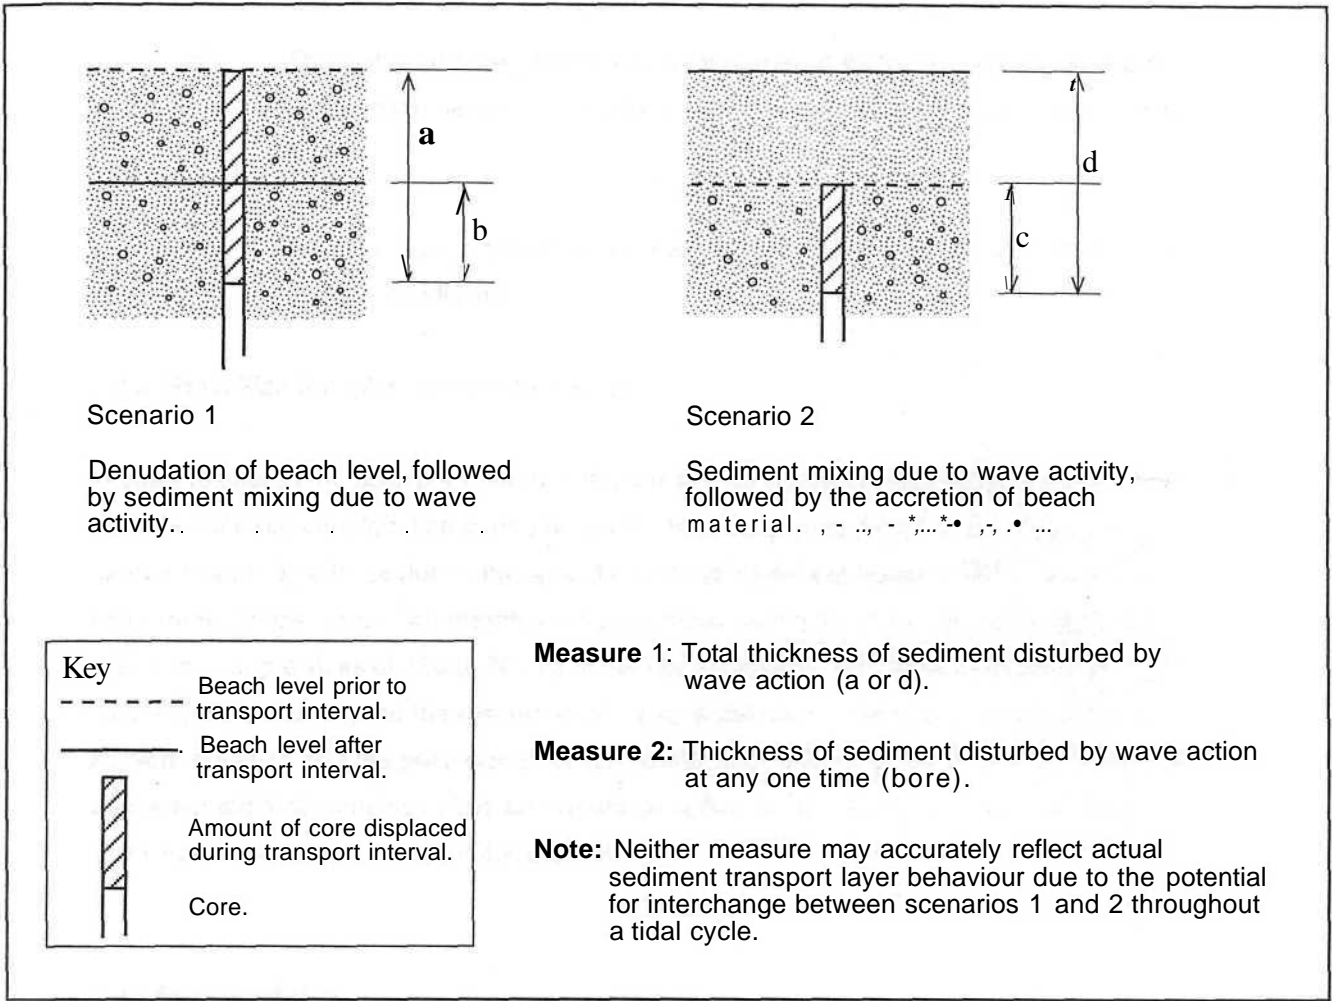 a
b
t
d
c
Scenario 1
Denudation of beach level, followed
by sediment mixing due to wave
activity.
Scenario 2
Sediment mixing due to wave activity,
followed by the accretion of beach
material.
Key
Beach level prior to
transport interval.
Beach level after
transport interval.
Amount of core displaced
during transport interval.
Core.
Measure 1: Total thickness of sediment disturbed by
wave action (a or d).
Measure 2: Thickness of sediment disturbed by wave action
at any one time (bore).
Note: Neither measure may accurately reflect actual
sediment transport layer behaviour due to the potential
for interchange between scenarios 1 and 2 throughout
a tidal cycle.